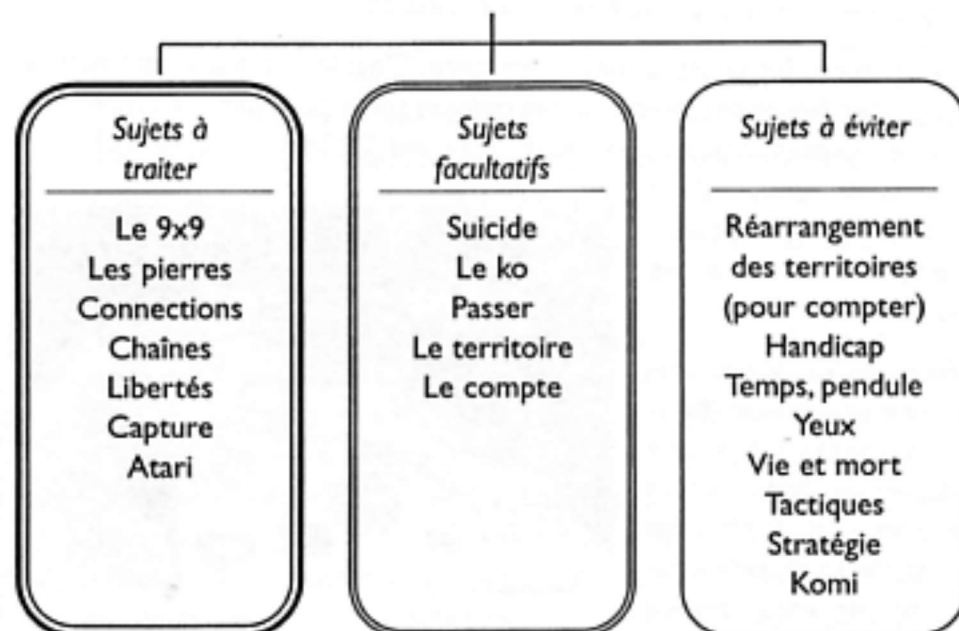 Sujets à
traiter
Le 9x9
Les pierres
Connections
Chaînes
Libertés
Capture
Atari
Sujets
facultatifs
Suicide
Le ko
Passer
Le territoire
Le compte
Sujets à éviter
Réarrangement
des territoires
(pour compter)
Handicap
Temps, pendule
Yeux
Vie et mort
Tactiques
Stratégie
Komi